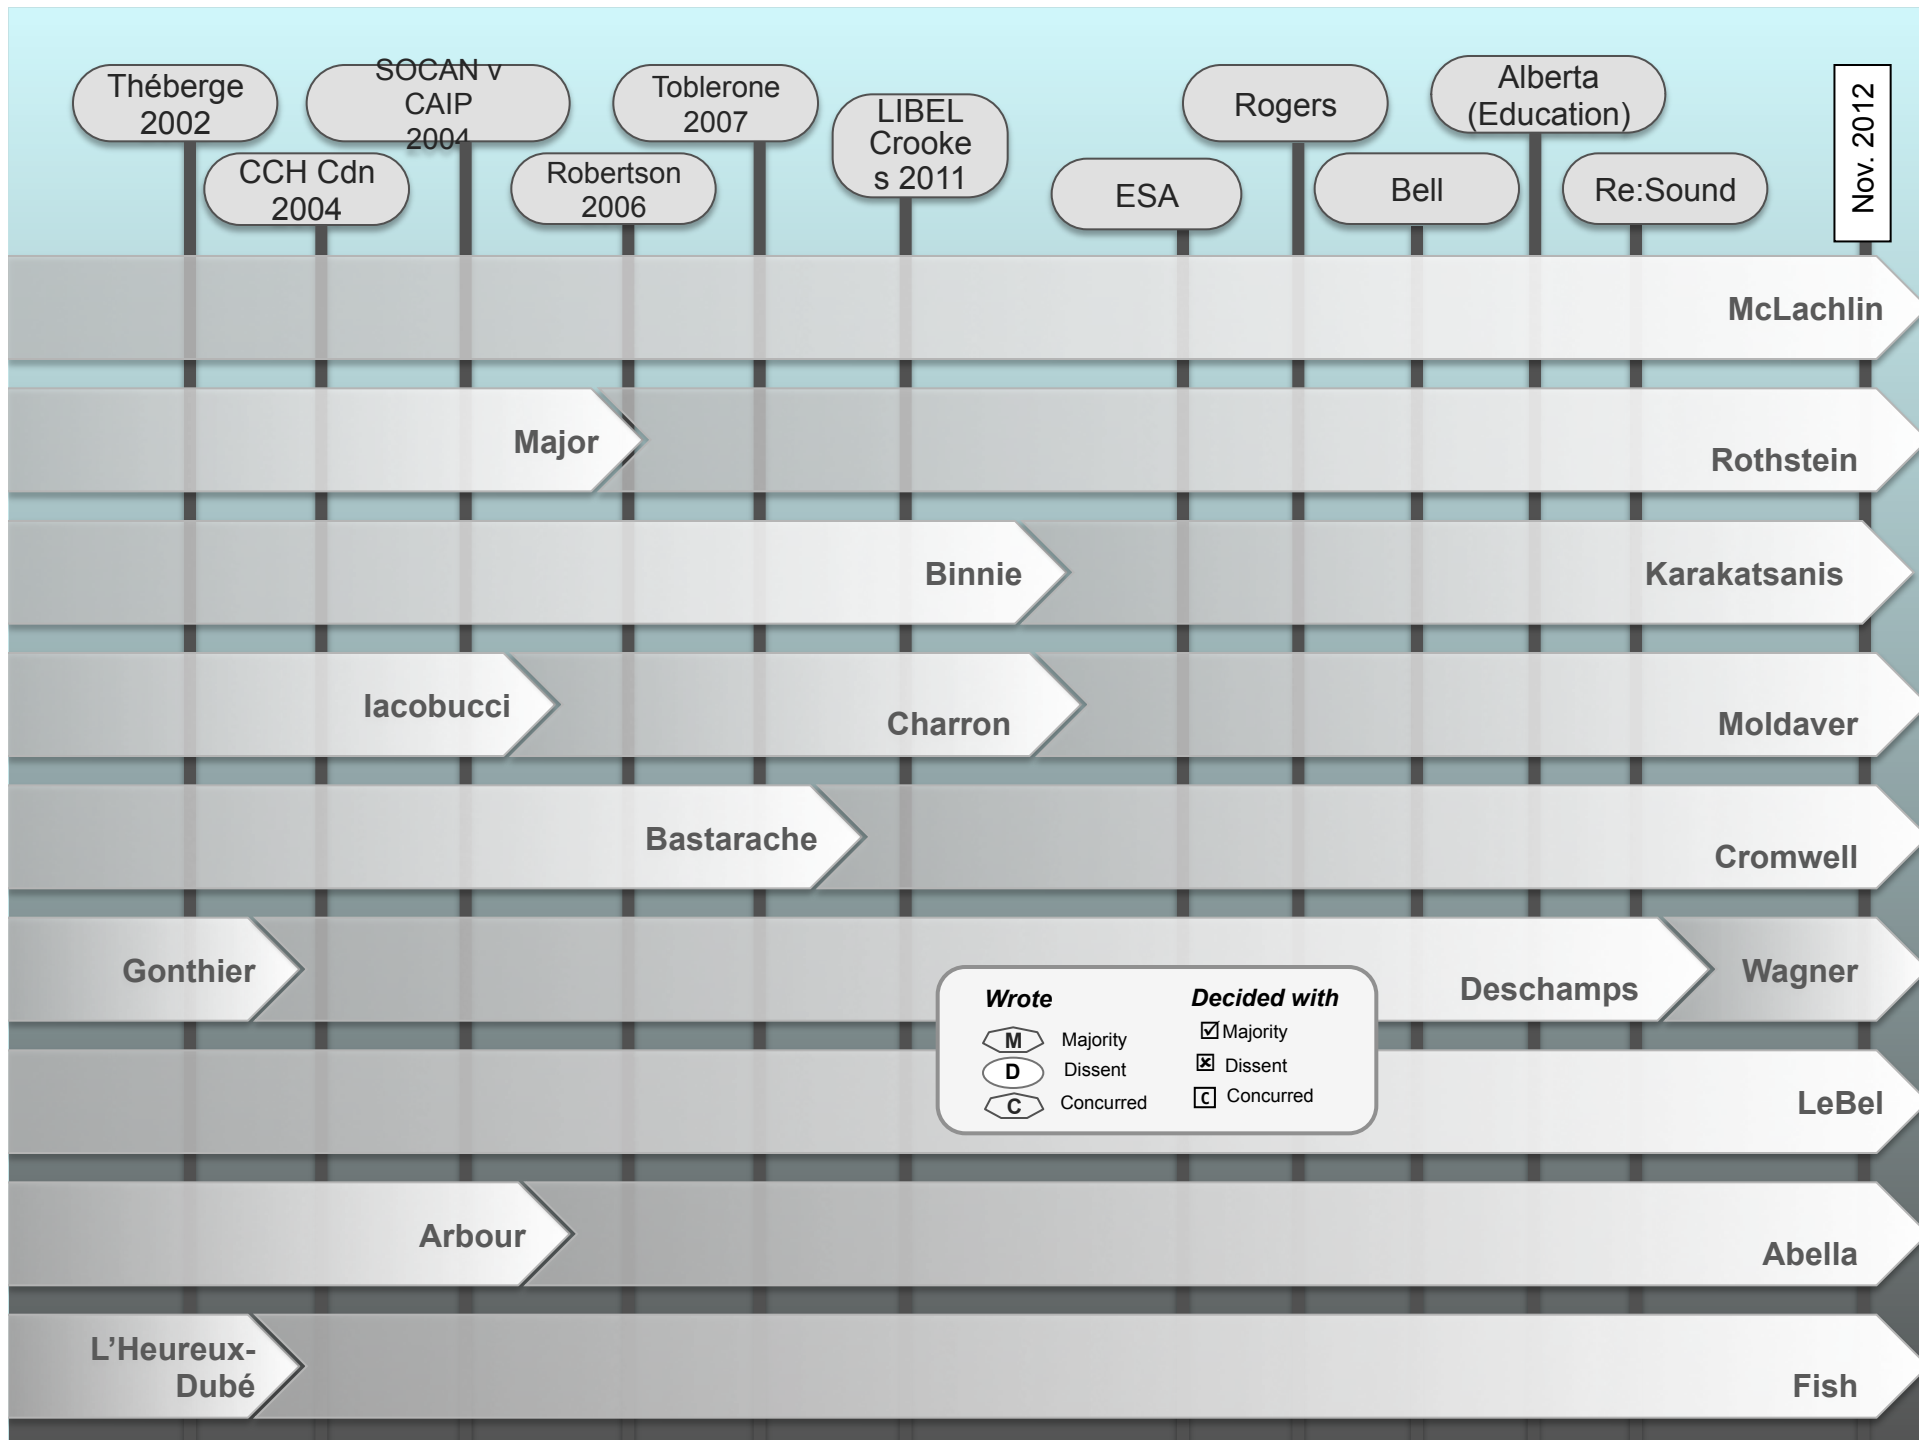 Théberge
2002
SOCAN v
CAIP
2004
Toblerone
2007
LIBEL
Crooke
s 2011
Rogers
Alberta
(Education)
Nov. 2012
CCH Cdn
2004
Robertson
2006
ESA
Bell
Re:Sound
McLachlin
Major
Rothstein
Binnie
Karakatsanis
Iacobucci
Charron
Moldaver
Bastarache
Cromwell
Gonthier
Deschamps
Wagner
Wrote
Decided with
M Majority
☑ Majority
D Dissent
☒ Dissent
C Concurred
C Concurred
LeBel
Arbour
Abella
L’Heureux-
Dubé
Fish